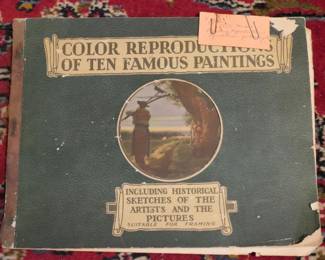 COLOR REPRODUCTIONS
OF TEN FAMOUS PAINTINGS
INCLUDING HISTORICAL
SKETCHES OF THE
ARTISTS AND THE
PICTURES
SUITABLE FOR FRAMING